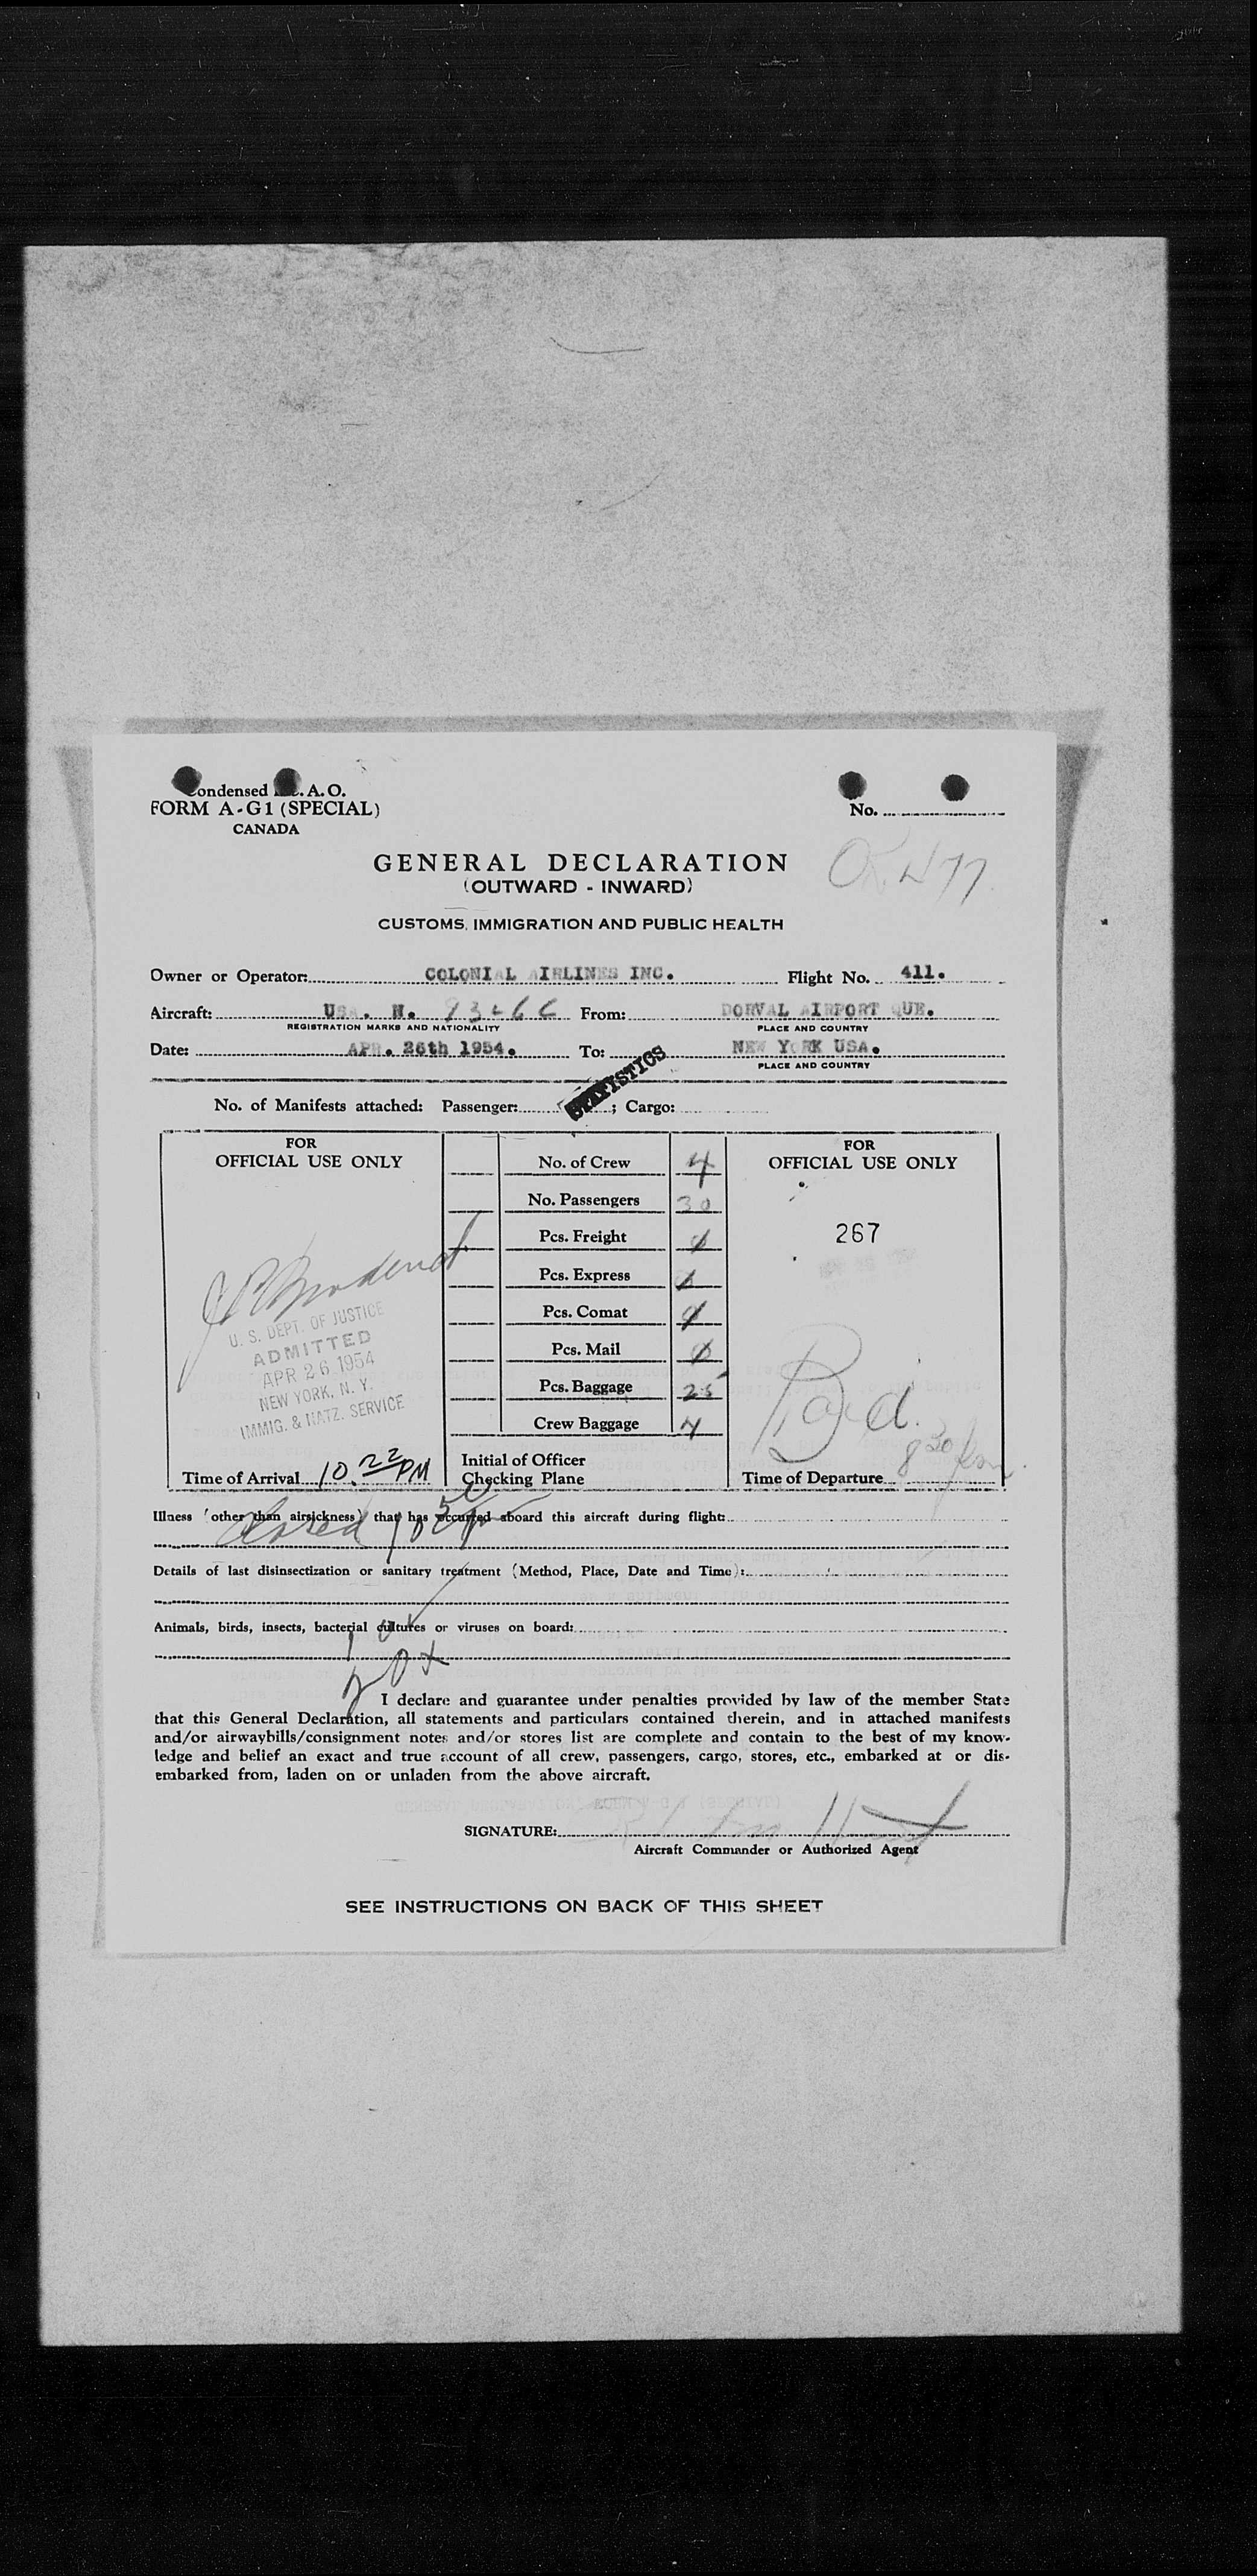 ondensed . A. O.
FORM A-G1 (SPECIAL)
CANADA
No.
GENERAL DECLARATION
(OUTWARD - INWARD)
CUSTOMS, IMMIGRATION AND PUBLIC HEALTH
Owner or Operator: COLONIAL AIRLINES INC. Flight No. 411.
Aircraft: USA. N. From: DORVAL AIRPORT QUE.
REGISTRATION MARKS AND NATIONALITY PLACE AND COUNTRY
Date: APR. 26th 1954. To: NEW YORK USA.
PLACE AND COUNTRY
STATISTICS
No. of Manifests attached: Passenger: ; Cargo:
FOR
OFFICIAL USE ONLY
U. S. DEPT. OF JUSTICE
ADMITTED
APR 26 1954
NEW YORK, N. Y.
IMMIG. & NATZ. SERVICE
Time of Arrival 10.22 PM
No. of Crew 4
No. Passengers 30
Pcs. Freight 0
Pcs. Express 0
Pcs. Comat 0
Pcs. Mail 0
Pcs. Baggage 25
Crew Baggage 4
Initial of Officer
Checking Plane
FOR
OFFICIAL USE ONLY
267
Time of Departure 8 30 pm.
Illness (other than airsickness) that has occurred aboard this aircraft during flight:
Closed
Details of last disinsectization or sanitary treatment (Method, Place, Date and Time):
Animals, birds, insects, bacterial cultures or viruses on board:
I declare and guarantee under penalties provided by law of the member State
that this General Declaration, all statements and particulars contained therein, and in attached manifests
and/or airwaybills/consignment notes and/or stores list are complete and contain to the best of my know-
ledge and belief an exact and true account of all crew, passengers, cargo, stores, etc., embarked at or dis-
embarked from, laden on or unladen from the above aircraft.
SIGNATURE:
Aircraft Commander or Authorized Agent
SEE INSTRUCTIONS ON BACK OF THIS SHEET